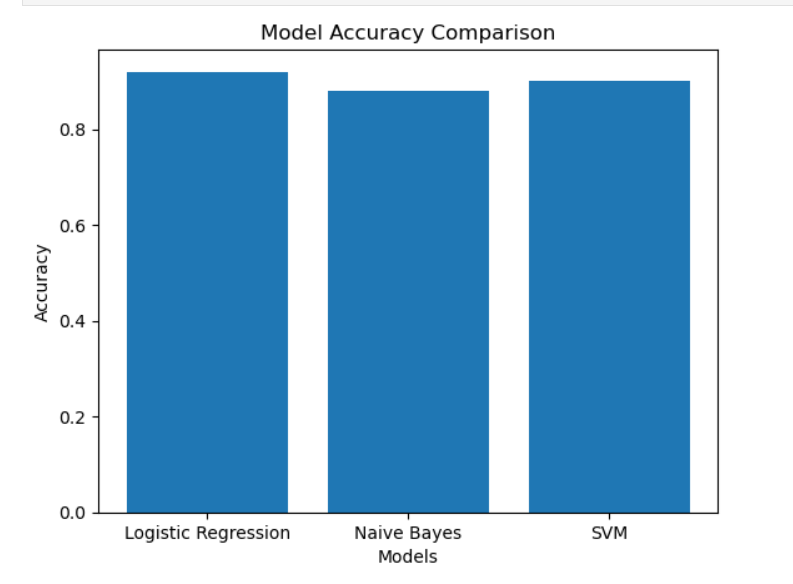 Model Accuracy Comparison
0.8
0.6
0.4
0.2
0.0
Accuracy
Logistic Regression Naive Bayes SVM
Models